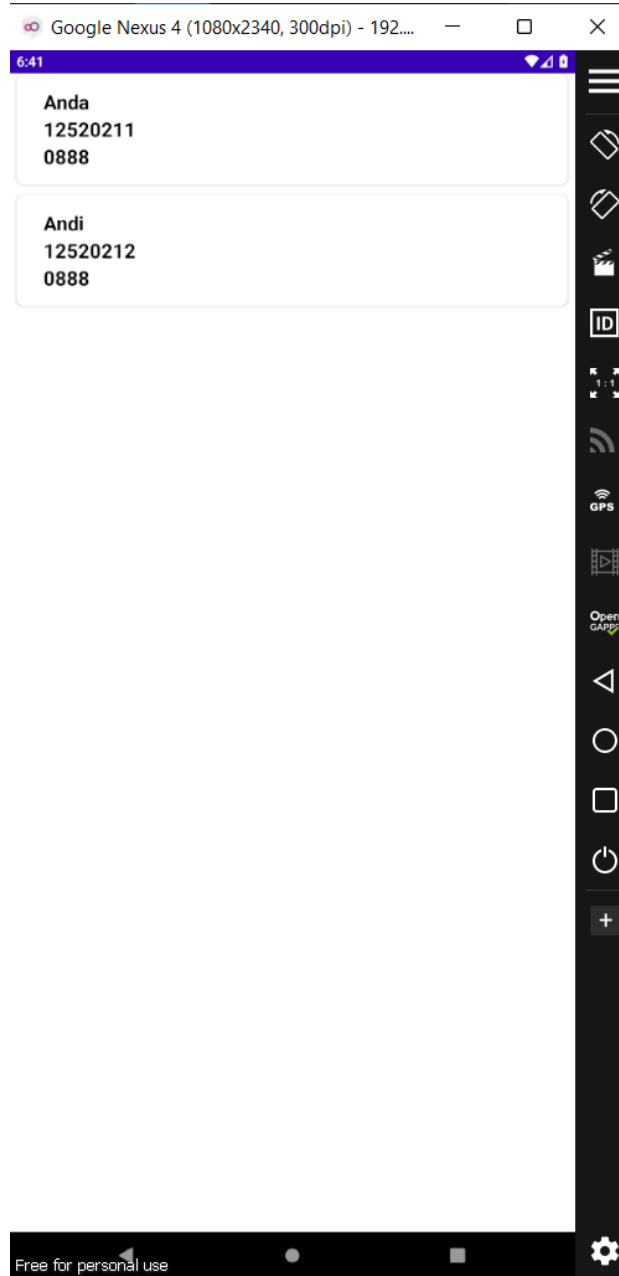 Google Nexus 4 (1080x2340, 300dpi) - 192....
6:41
Anda
12520211
0888
Andi
12520212
0888
ID
1:1
GPS
Open
GAPPS
Free for personal use